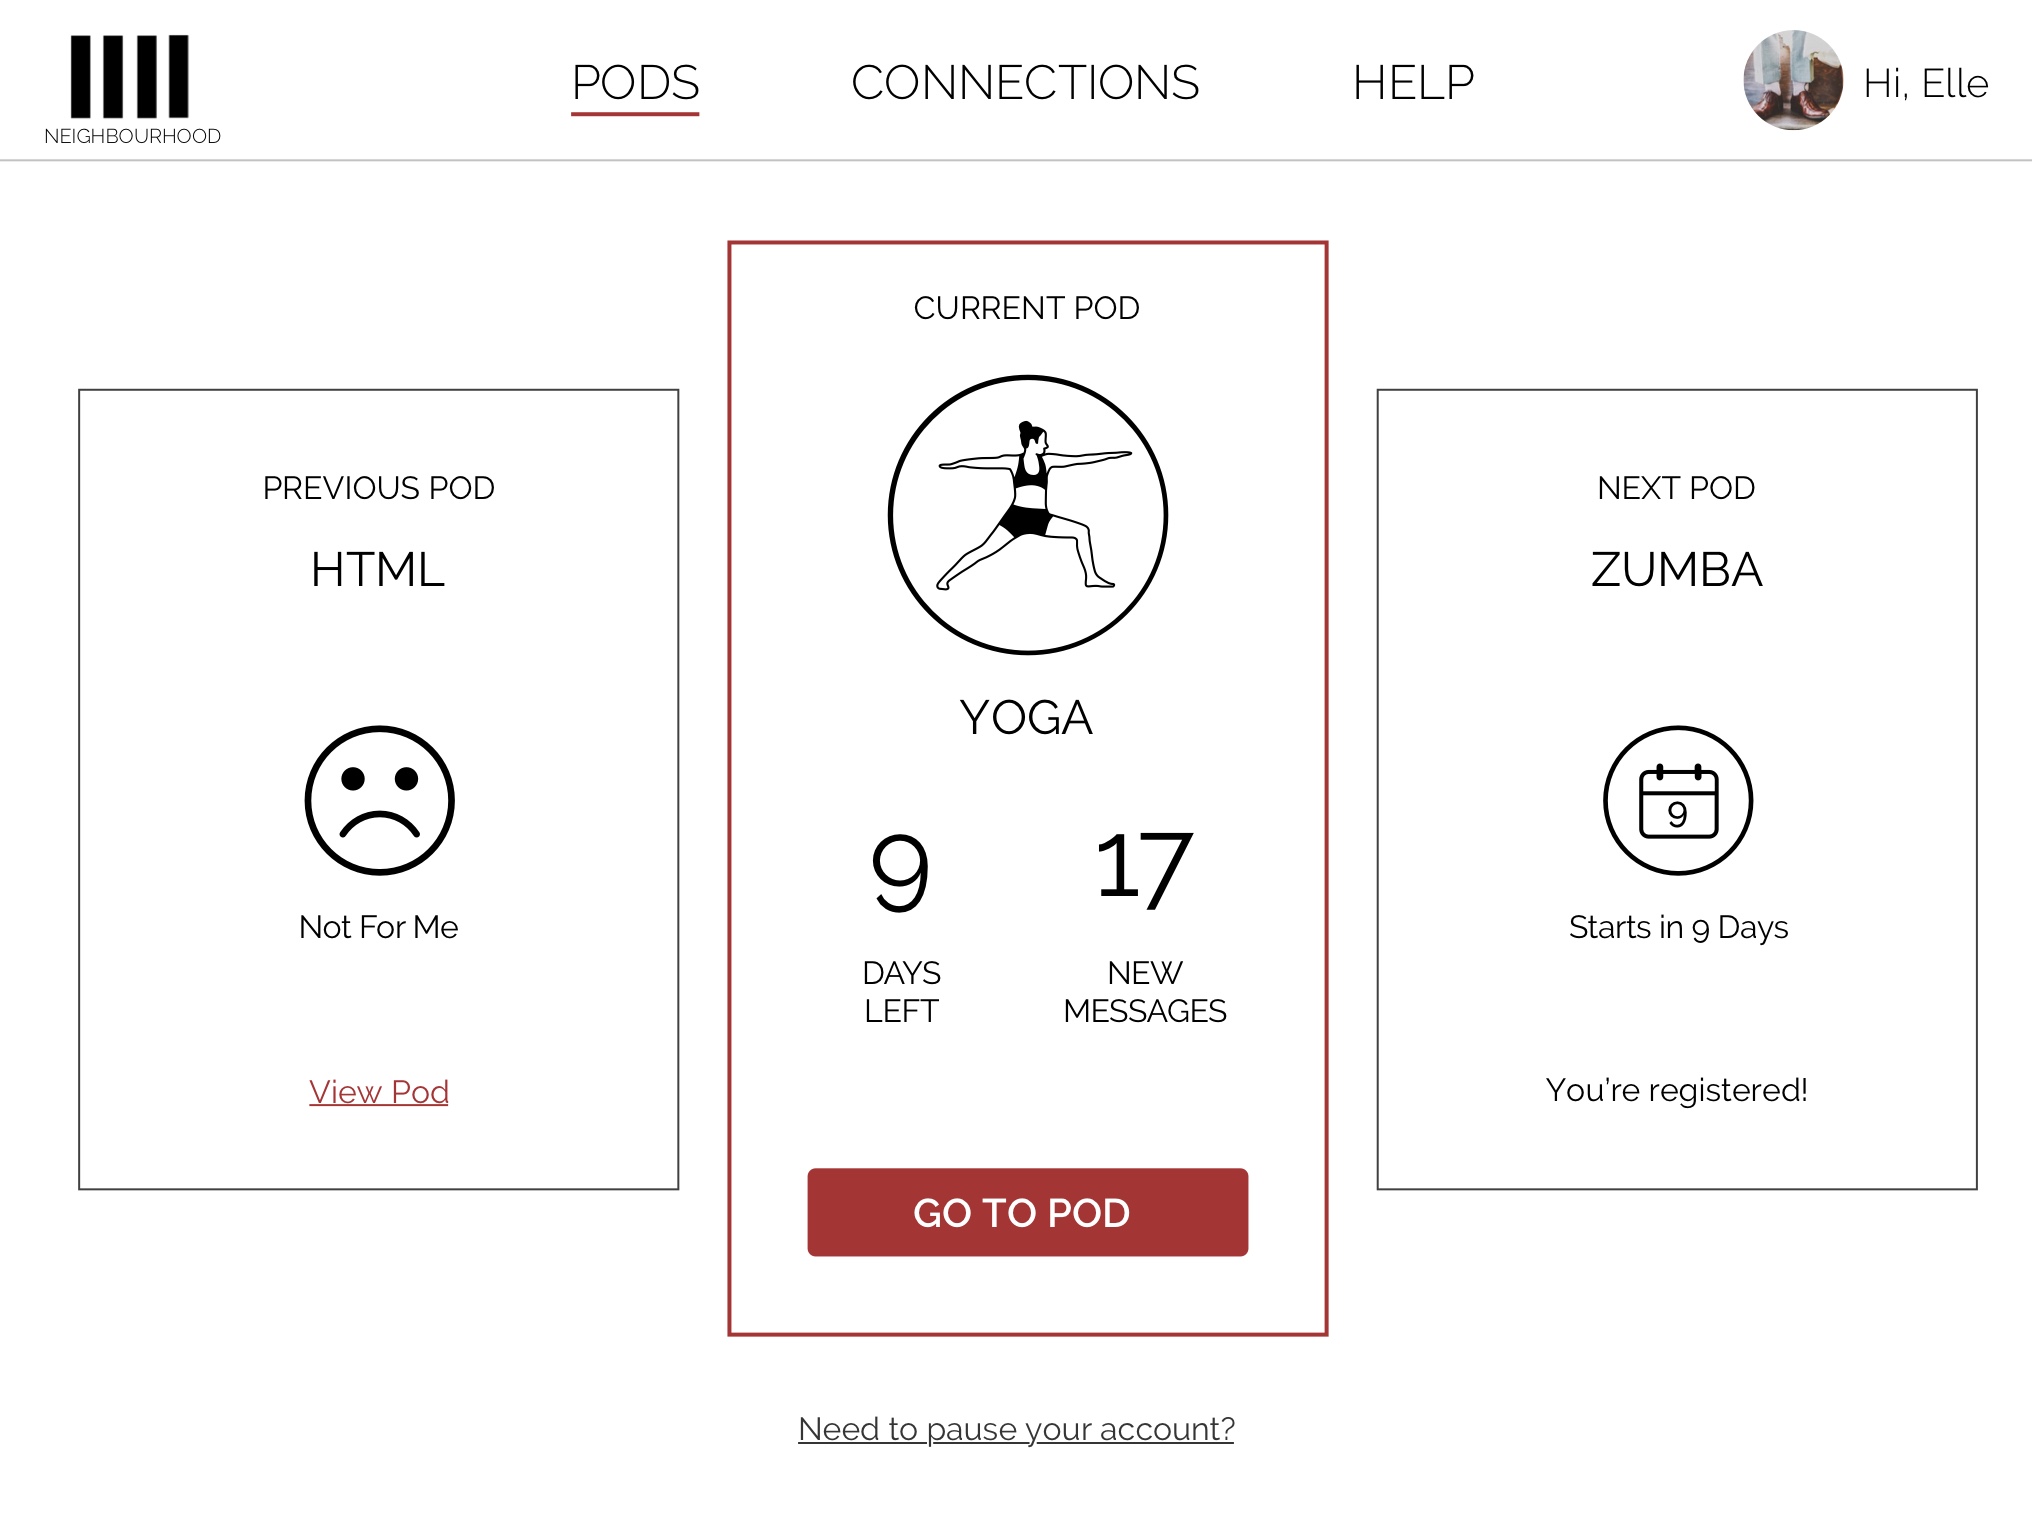 NEIGHBOURHOOD
PODS
CONNECTIONS
HELP
Hi, Elle
PREVIOUS POD
HTML
Not For Me
View Pod
CURRENT POD
YOGA
9
DAYS
LEFT
17
NEW
MESSAGES
GO TO POD
NEXT POD
ZUMBA
9
Starts in 9 Days
You’re registered!
Need to pause your account?